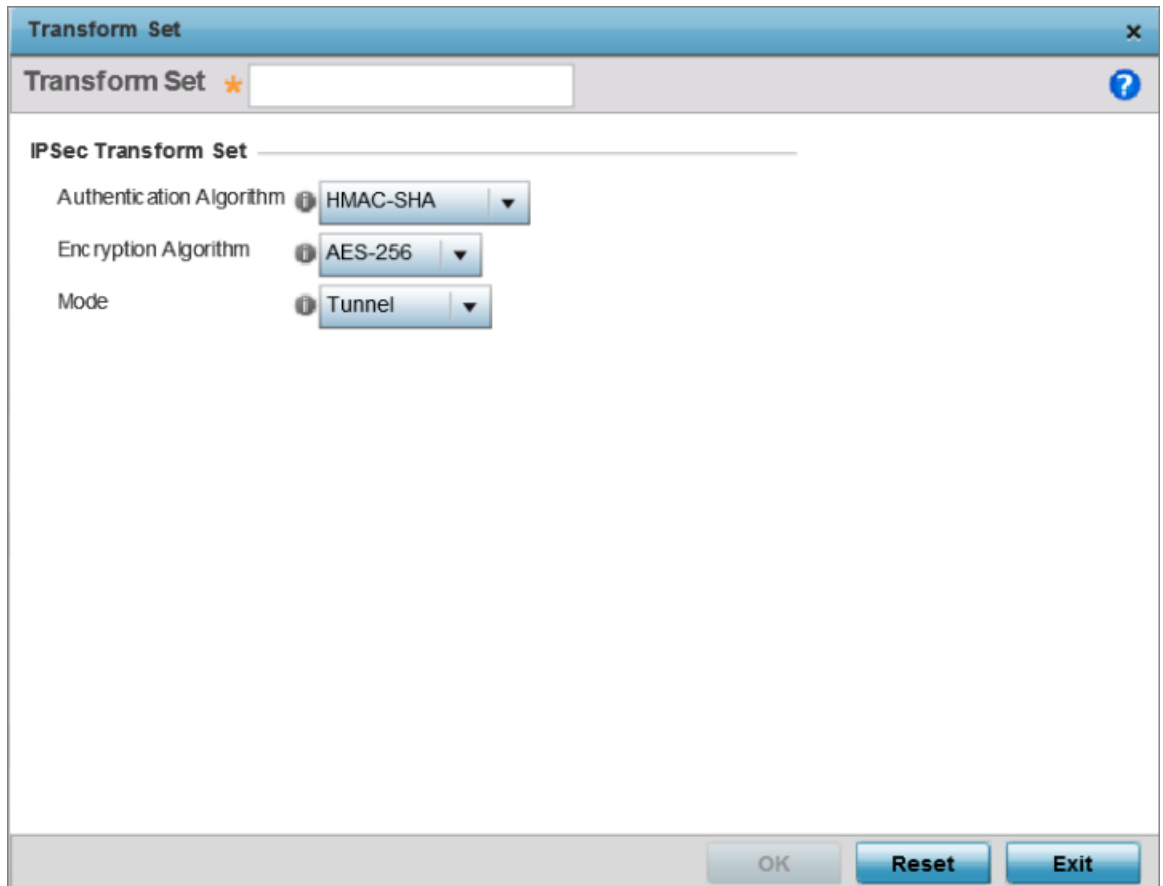 Transform Set
Transform Set *
IPSec Transform Set
Authentication Algorithm HMAC-SHA
Encryption Algorithm AES-256
Mode Tunnel
OK Reset Exit